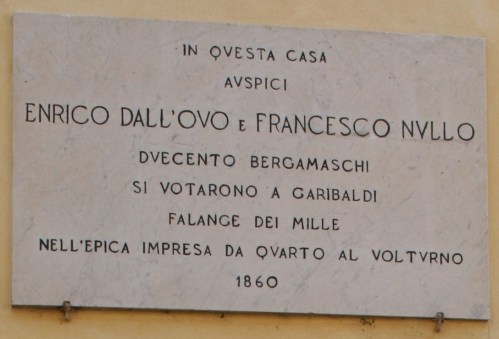 IN QVESTA CASA
AVSPICI
ENRICO DALL'OVO E FRANCESCO NVLLO
DVECENTO BERGAMASCHI
SI VOTARONO A GARIBALDI
FALANGE DEI MILLE
NELL'EPICA IMPRESA DA QVARTO AL VOLTVRNO
1860